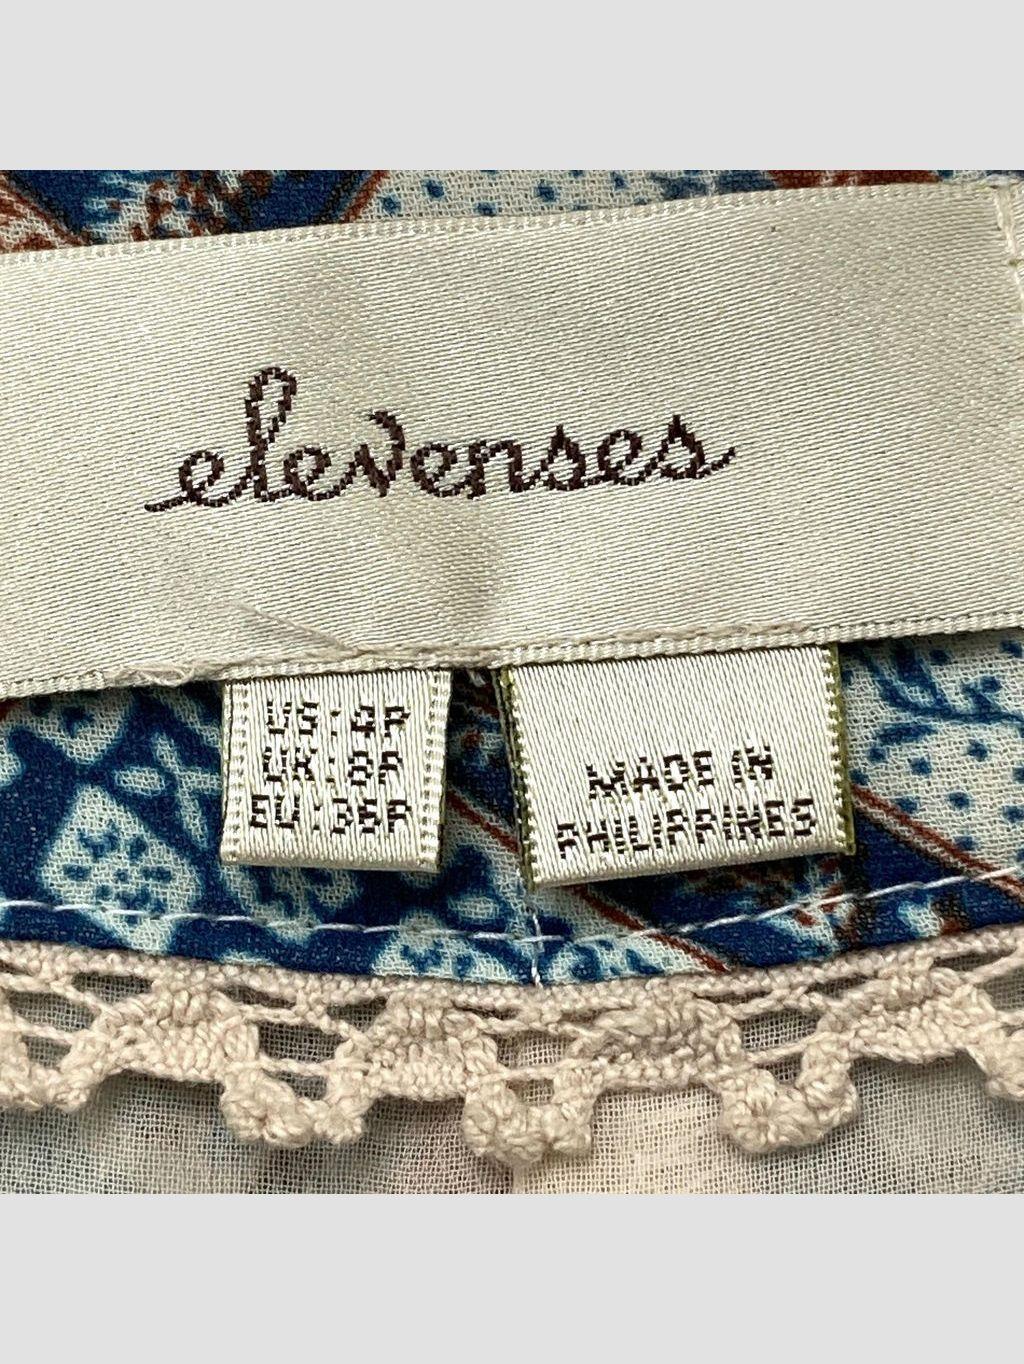 elevenses
US:4P
UK:8P
EU:36P
MADE IN
PHILIPPINES